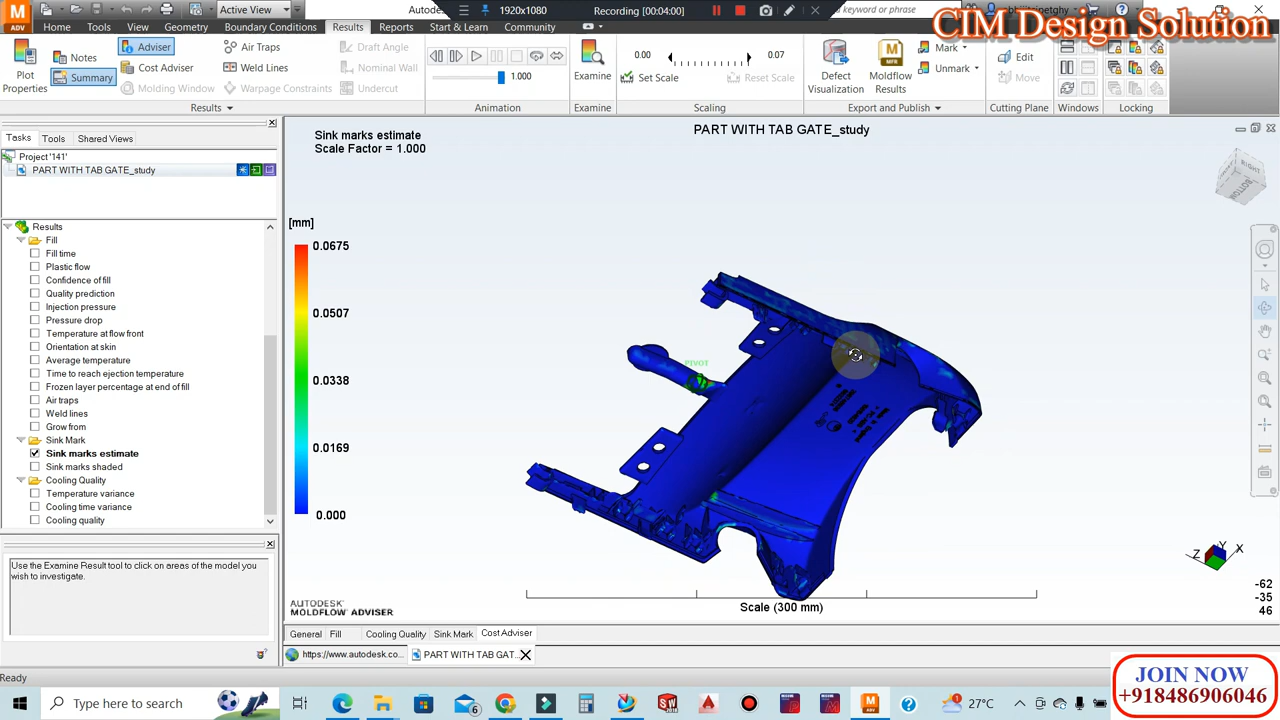 1920x1080
Recording [00:04:00]
Active View
Autodes
CIM Design Solution
Home
Tools
View
Geometry
Boundary Conditions
Results
Reports
Start & Learn
Community
Plot
Properties
Notes
Summary
Adviser
Cost Adviser
Molding Window
Air Traps
Weld Lines
Warpage Constraints
Draft Angle
Nominal Wall
Undercut
1.000
Examine
0.00
0.07
Set Scale
Reset Scale
Defect
Visualization
Moldflow
Results
Mark
Unmark
Edit
Move
Results
Animation
Examine
Scaling
Export and Publish
Cutting Plane
Windows
Locking
Tasks
Tools
Shared Views
Project '141'
PART WITH TAB GATE_study
Results
Fill
Fill time
Plastic flow
Confidence of fill
Quality prediction
Injection pressure
Pressure drop
Temperature at flow front
Orientation at skin
Average temperature
Time to reach ejection temperature
Frozen layer percentage at end of fill
Air traps
Weld lines
Grow from
Sink Mark
Sink marks estimate
Sink marks shaded
Cooling Quality
Temperature variance
Cooling time variance
Cooling quality
Use the Examine Result tool to click on areas of the model you
wish to investigate.
Sink marks estimate
Scale Factor = 1.000
PART WITH TAB GATE_study
[mm]
0.0675
0.0507
0.0338
0.0169
0.000
PIVOT
RIGHT
BOTTOM
Z
Y
X
-62
-35
46
AUTODESK
MOLDFLOW ADVISER
Scale (300 mm)
General
Fill
Cooling Quality
Sink Mark
Cost Adviser
https://www.autodesk.co...
PART WITH TAB GAT...
Ready
Type here to search
27°C
JOIN NOW
+918486906046